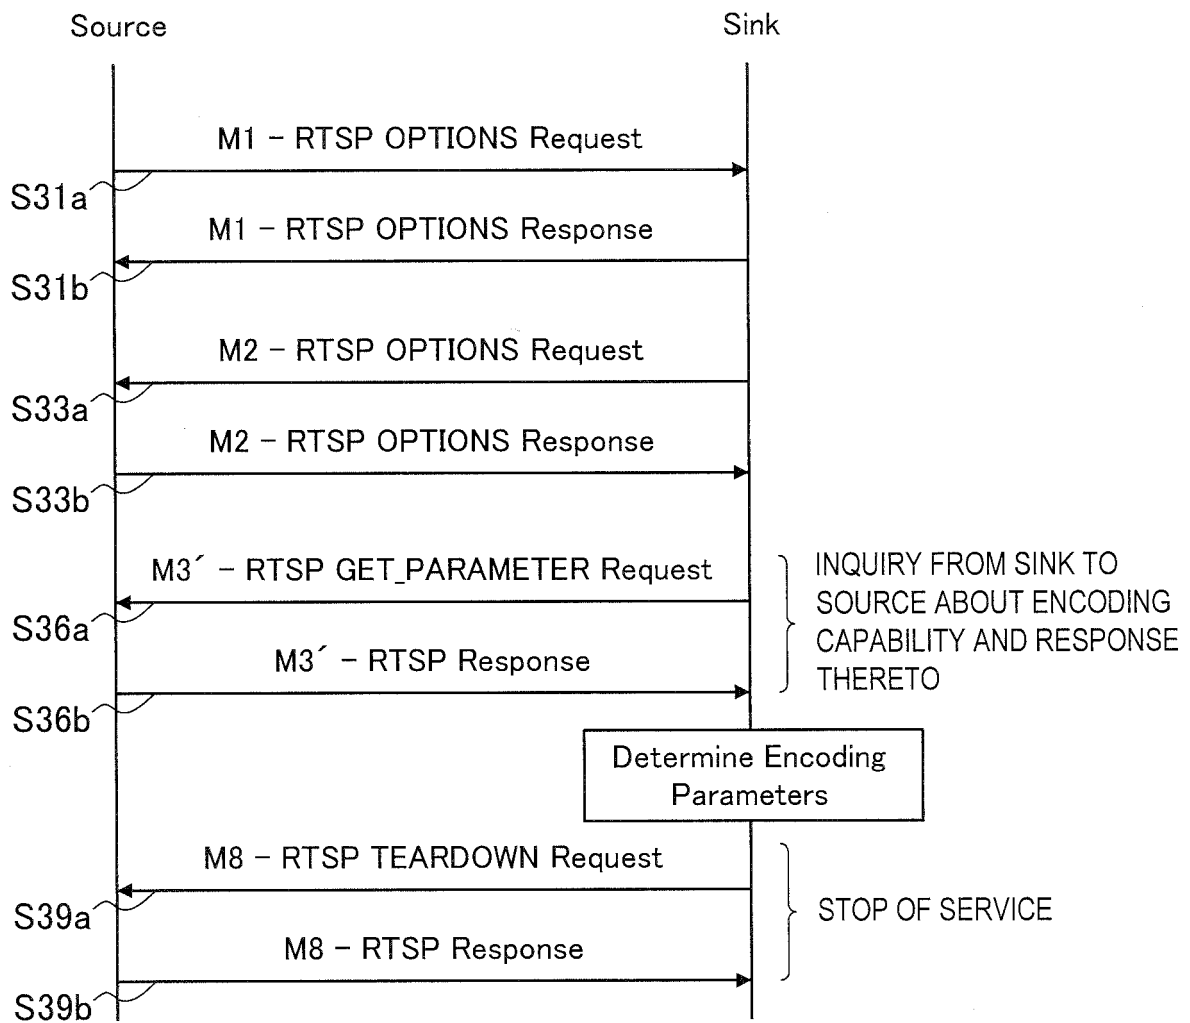 Source
Sink
M1 – RTSP OPTIONS Request
S31a
M1 – RTSP OPTIONS Response
S31b
M2 – RTSP OPTIONS Request
S33a
M2 – RTSP OPTIONS Response
S33b
M3´ – RTSP GET_PARAMETER Request
S36a
M3´ – RTSP Response
S36b
INQUIRY FROM SINK TO
SOURCE ABOUT ENCODING
CAPABILITY AND RESPONSE
THERETO
Determine Encoding
Parameters
M8 – RTSP TEARDOWN Request
S39a
M8 – RTSP Response
S39b
STOP OF SERVICE